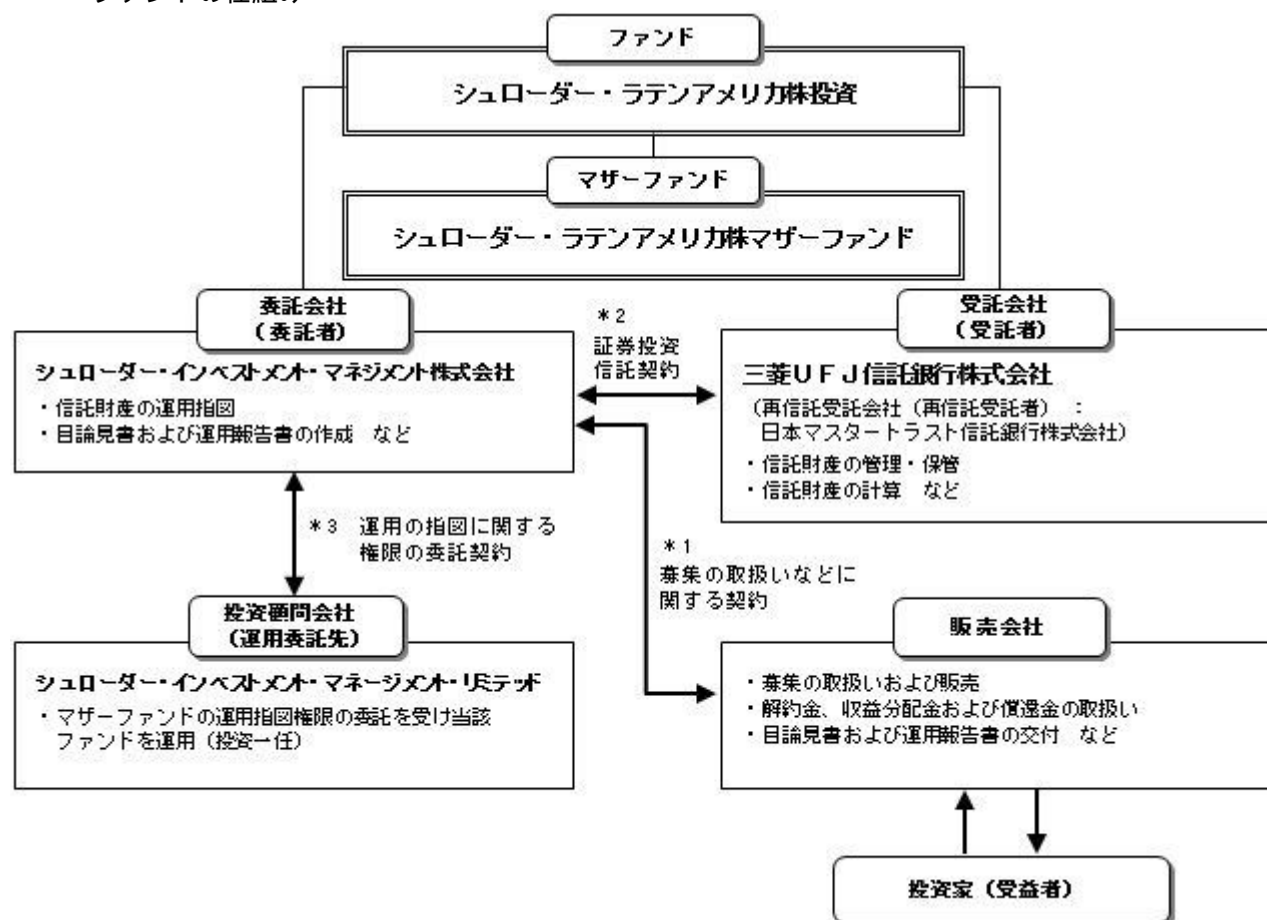 ファンドの仕組み
ファンド
シュローダー・ラテンアメリカ株投資
マザーファンド
シュローダー・ラテンアメリカ株マザーファンド
委託会社
(委託者)
シュローダー・インベストメント・マネジメント株式会社
・信託財産の運用指図
・目論見書および運用報告書の作成 など
*2
証券投資
信託契約
受託会社
(受託者)
三菱UFJ信託銀行株式会社
(再信託受託会社(再信託受託者) :
日本マスタートラスト信託銀行株式会社)
・信託財産の管理・保管
・信託財産の計算 など
*3 運用の指図に関する
権限の委託契約
*1
募集の取扱いなどに
関する契約
投資顧問会社
(運用委託先)
シュローダー・インベストメント・マネージメント・リミテッド
・マザーファンドの運用指図権限の委託を受け当該
ファンドを運用(投資一任)
販売会社
・募集の取扱いおよび販売
・解約金、収益分配金および償還金の取扱い
・目論見書および運用報告書の交付 など
投資家(受益者)